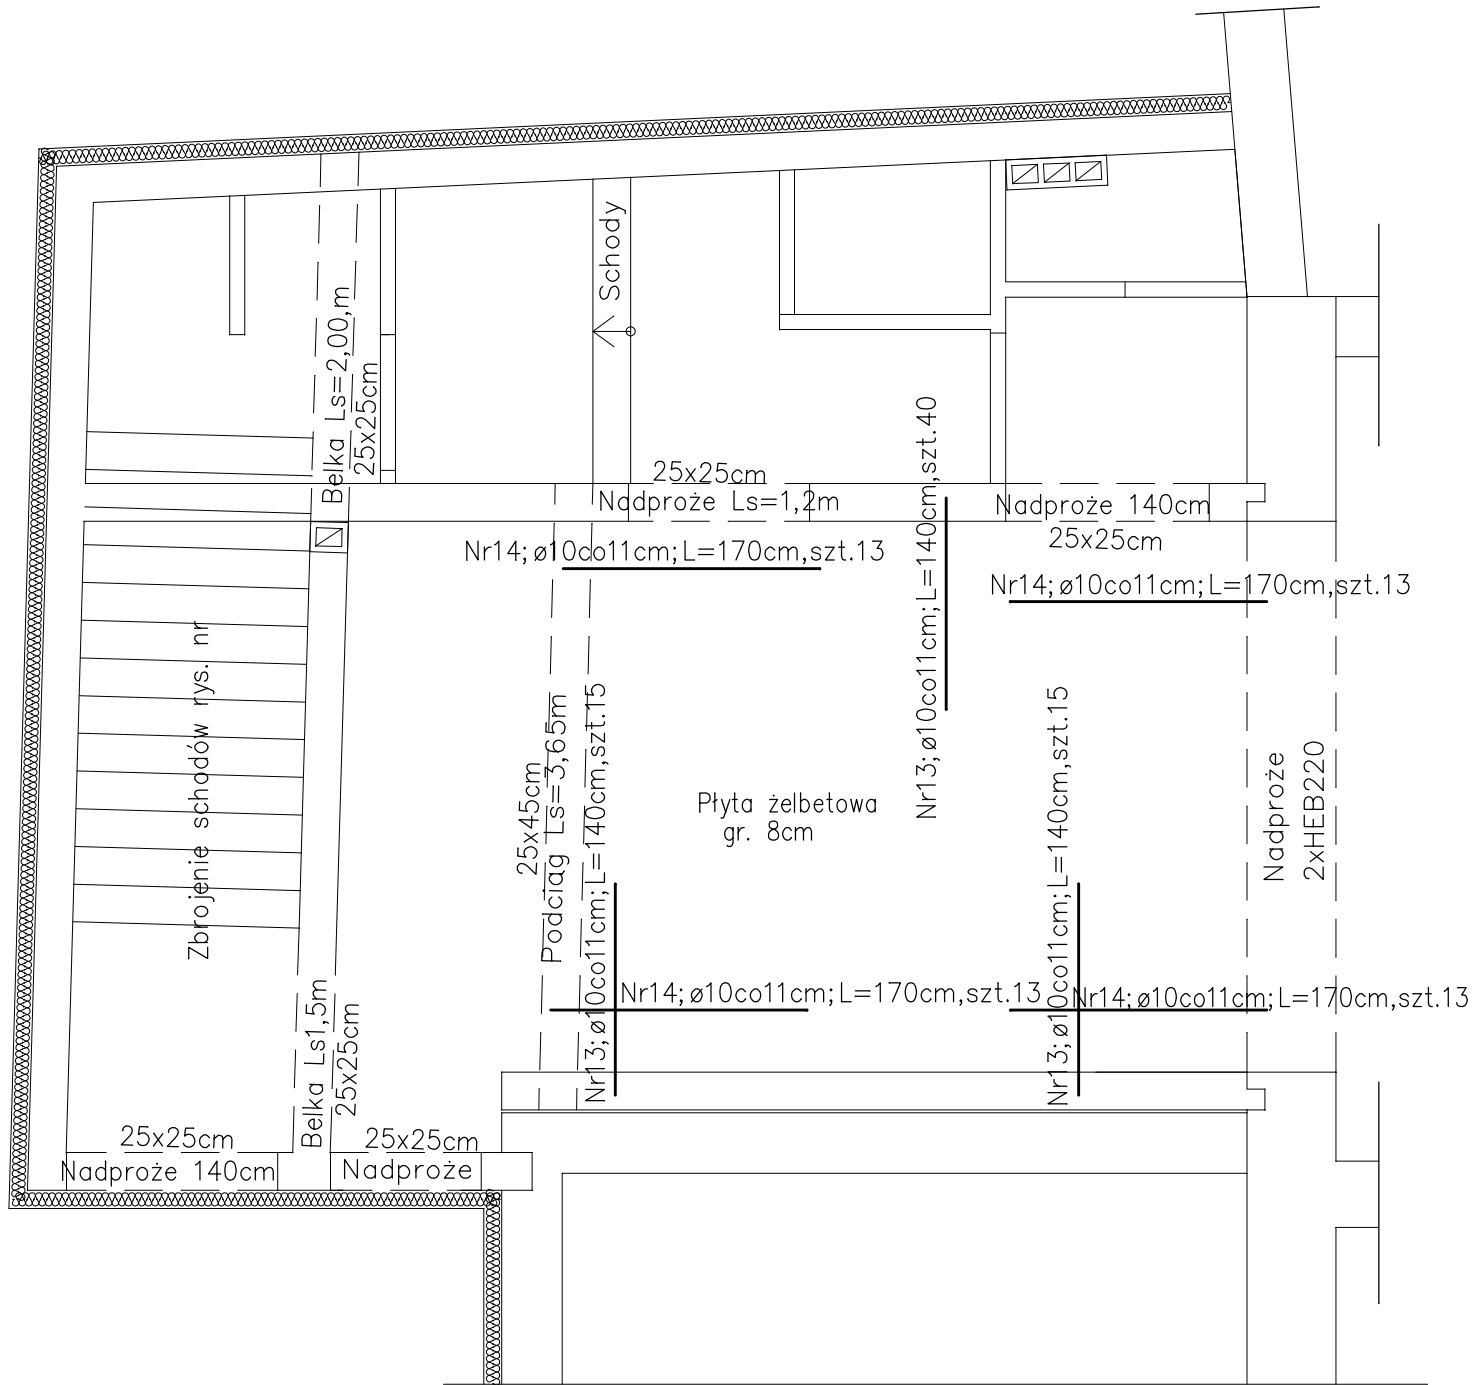 Schody
Belka Ls=2,00,m
25x25cm
25x25cm
Nadproże Ls=1,2m
Nadproże 140cm
25x25cm
Nr14; ø10co11cm; L=170cm,szt.13
Nr13; ø10co11cm; L=140cm,szt.40
Nr14; ø10co11cm; L=170cm,szt.13
Zbrojenie schodów rys. nr
25x45cm
Podciąg Ls=3,65m
Nr13; ø10co11cm; L=140cm,szt.15
Płyta żelbetowa
gr. 8cm
Nr13; ø10co11cm; L=140cm,szt.15
Nadproże
2xHEB220
Nr14; ø10co11cm; L=170cm,szt.13
Nr14; ø10co11cm; L=170cm,szt.13
Belka Ls1,5m
25x25cm
25x25cm
Nadproże 140cm
25x25cm
Nadproże